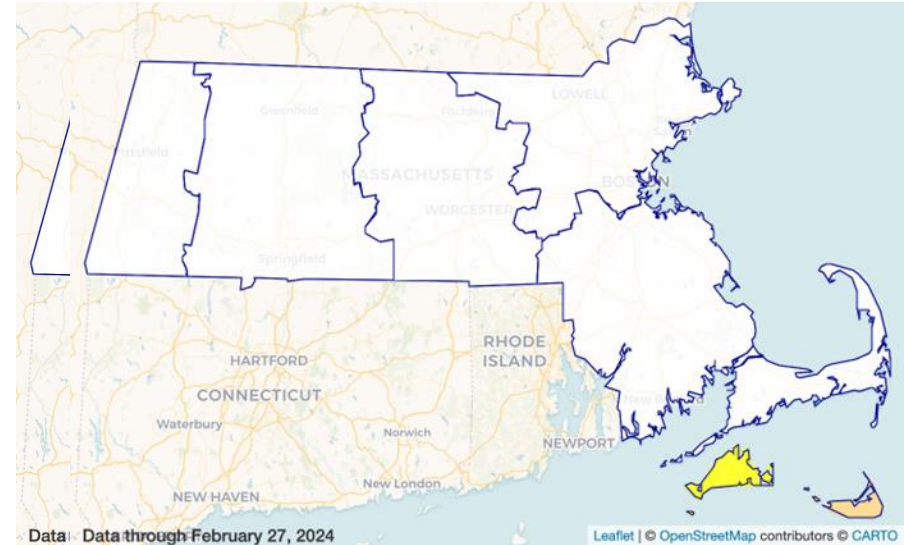 Greenfield
Fitchburg
LOWELL
Pittsfield
MASSACHUSETTS
BOSTON
WORCESTER
Springfield
RHODE
ISLAND
HARTFORD
CONNECTICUT
Waterbury
Norwich
NEWPORT
New London
NEW HAVEN
Data
Data through February 27, 2024
Leaflet | © OpenStreetMap contributors © CARTO